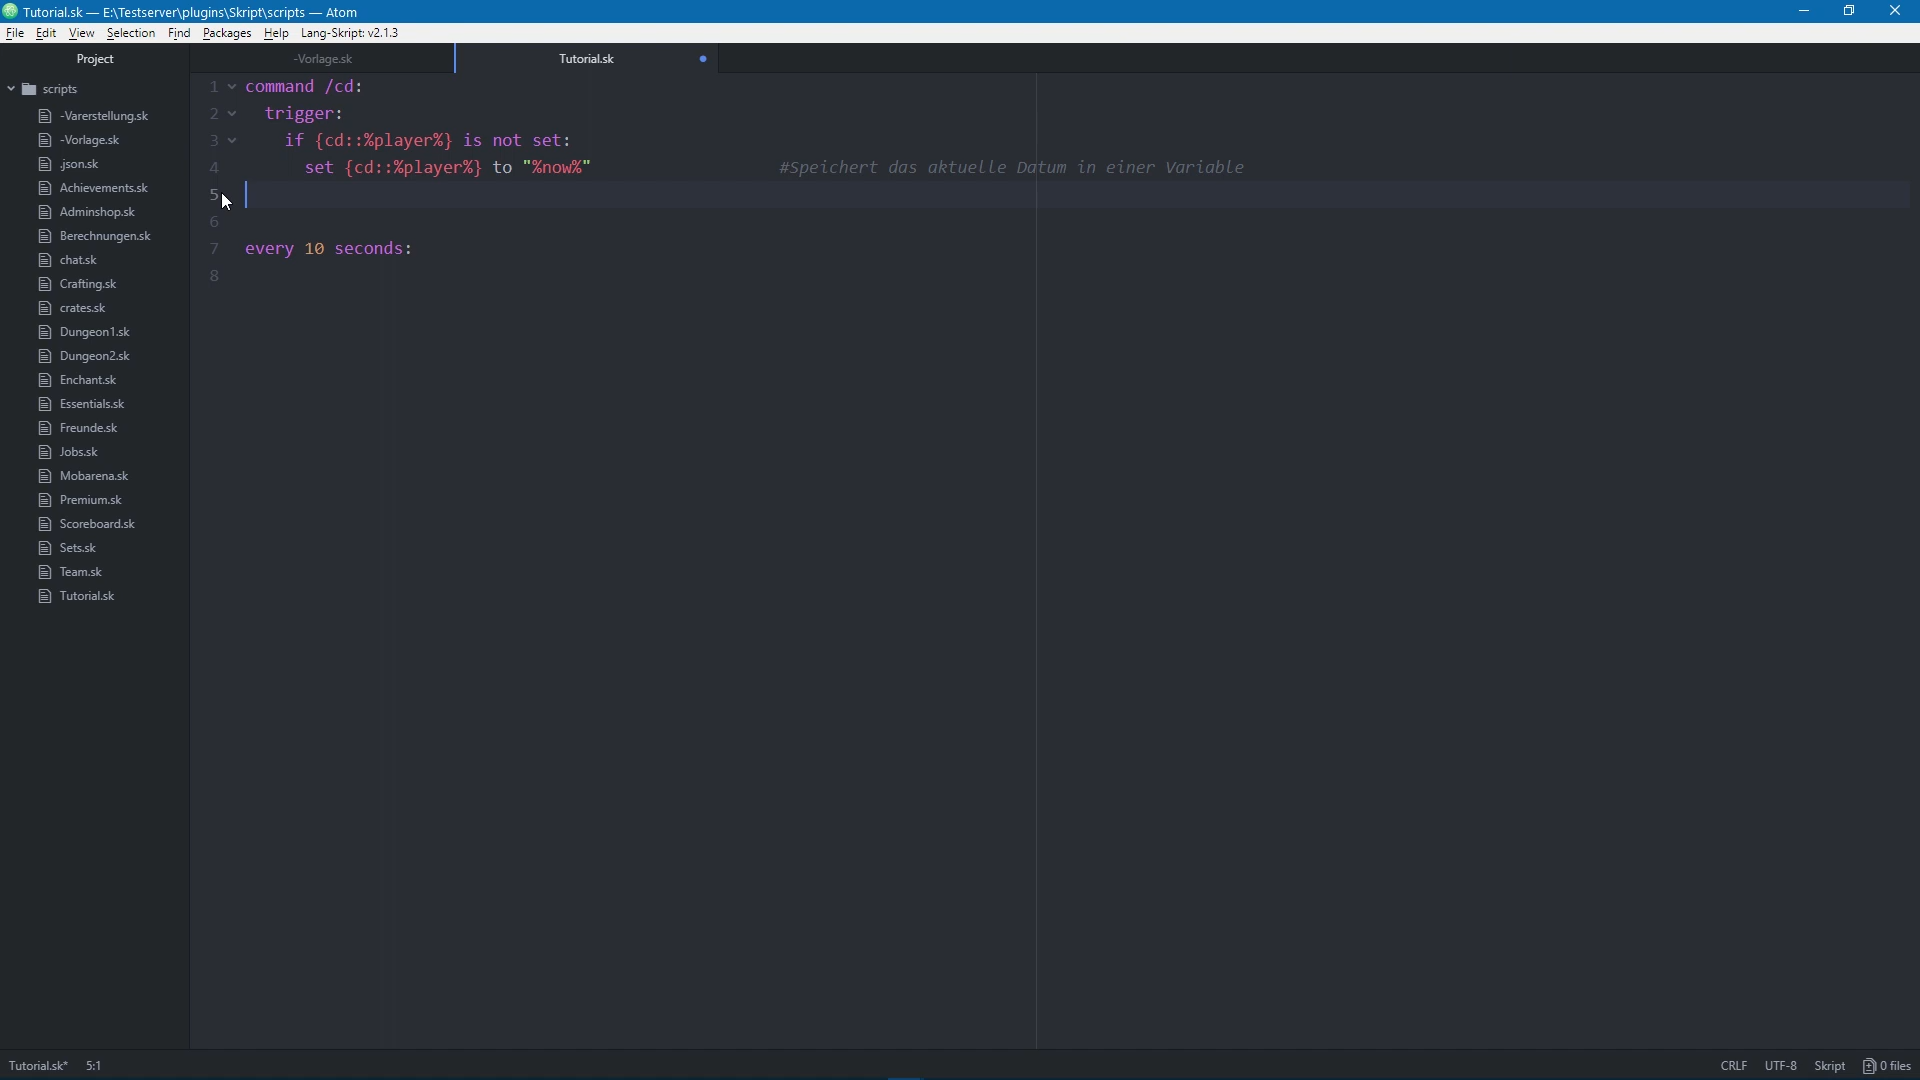 Tutorial.sk — E:\Testserver\plugins\Skript\scripts — Atom
File Edit View Selection Find Packages Help Lang-Skript: v2.1.3
Project
-Vorlage.sk
Tutorial.sk
scripts
-Varerstellung.sk
-Vorlage.sk
.json.sk
Achievements.sk
Adminshop.sk
Berechnungen.sk
chat.sk
Crafting.sk
crates.sk
Dungeon1.sk
Dungeon2.sk
Enchant.sk
Essentials.sk
Freunde.sk
Jobs.sk
Mobarena.sk
Premium.sk
Scoreboard.sk
Sets.sk
Team.sk
Tutorial.sk
1 command /cd:
2 trigger:
3 if {cd::%player%} is not set:
4 set {cd::%player%} to "%now%" #Speichert das aktuelle Datum in einer Variable
5
6
7 every 10 seconds:
8
Tutorial.sk* 5:1
CRLF UTF-8 Skript 0 files